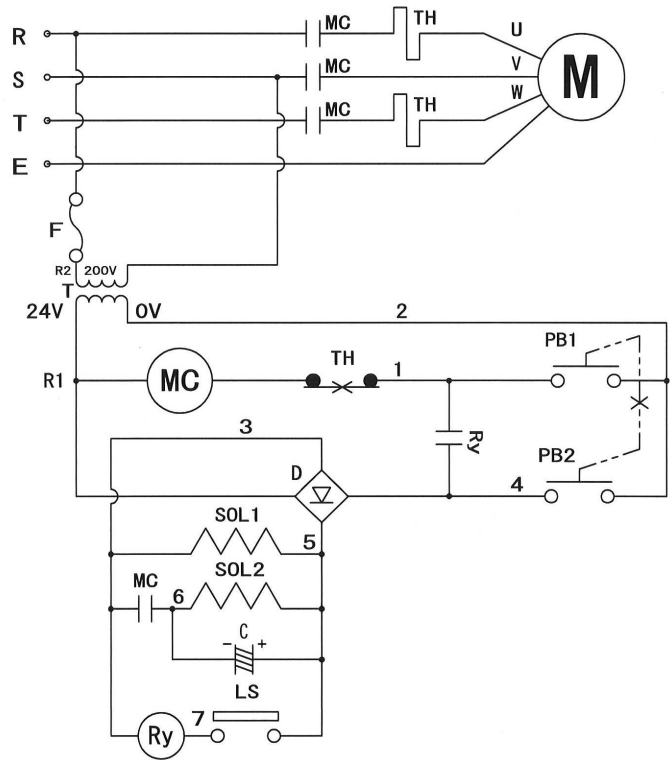 R MC TH U
S MC V M
T MC TH W
E
F
R2 200V
T
24V 0V 2
R1 MC TH 1 PB1
Ry
3
D 4 PB2
SOL1 5
MC 6 SOL2
- C +
LS
Ry 7